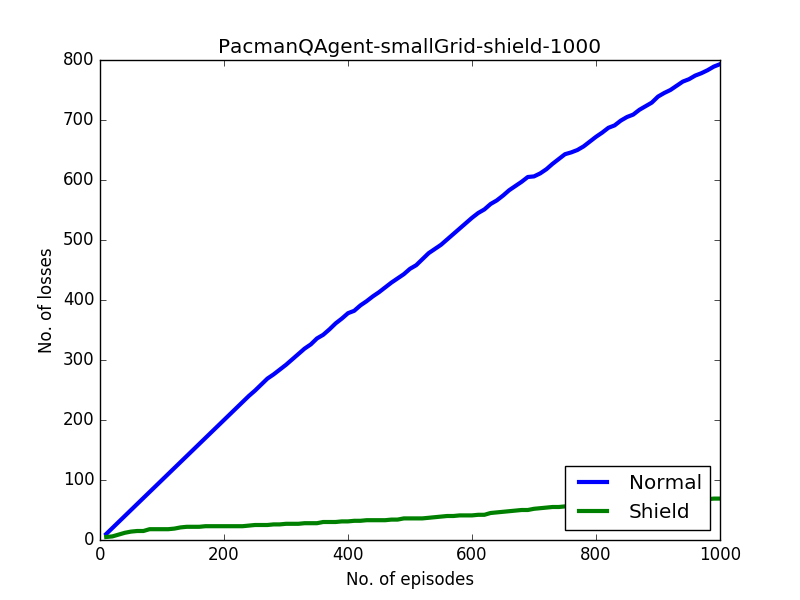 PacmanQAgent-smallGrid-shield-1000
800
700
600
500
400
300
200
100
0
No. of losses
Normal
Shield
0 200 400 600 800 1000
No. of episodes